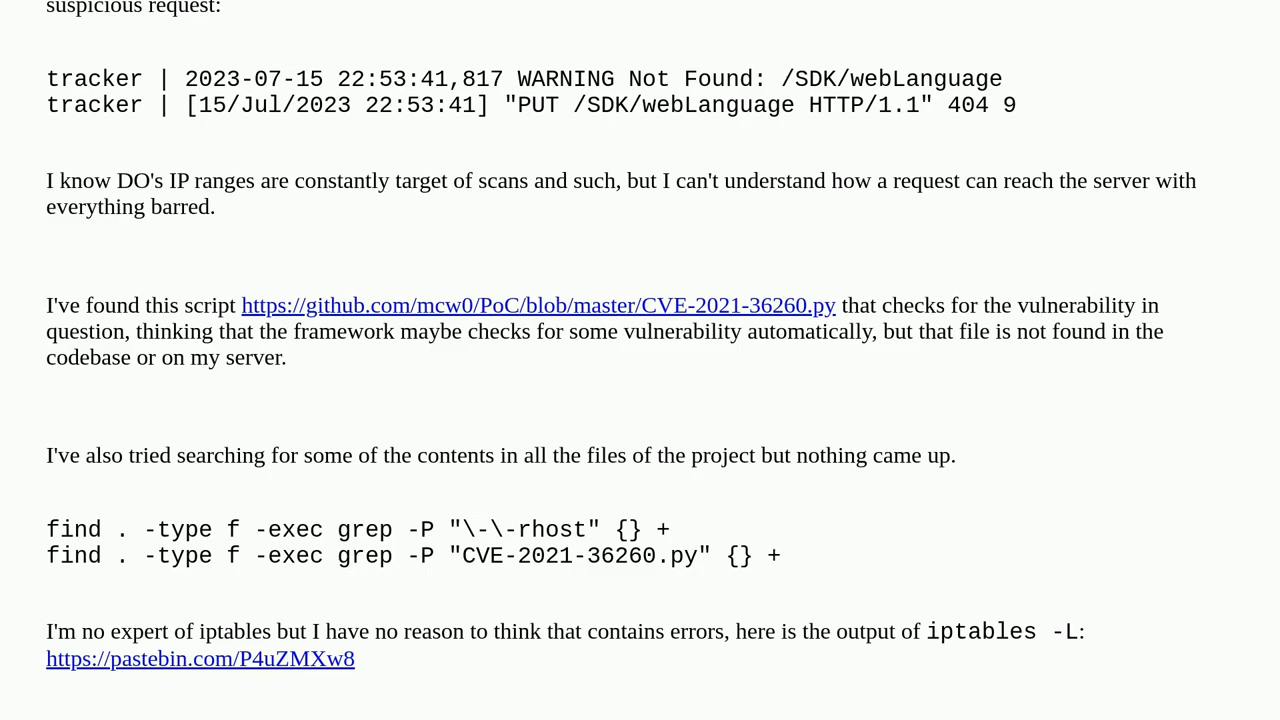 suspicious request:
tracker | 2023-07-15 22:53:41,817 WARNING Not Found: /SDK/webLanguage
tracker | [15/Jul/2023 22:53:41] "PUT /SDK/webLanguage HTTP/1.1" 404 9
I know DO's IP ranges are constantly target of scans and such, but I can't understand how a request can reach the server with
everything barred.
I've found this script https://github.com/mcw0/PoC/blob/master/CVE-2021-36260.py that checks for the vulnerability in
question, thinking that the framework maybe checks for some vulnerability automatically, but that file is not found in the
codebase or on my server.
I've also tried searching for some of the contents in all the files of the project but nothing came up.
find . -type f -exec grep -P "\-\-rhost" {} +
find . -type f -exec grep -P "CVE-2021-36260.py" {} +
I'm no expert of iptables but I have no reason to think that contains errors, here is the output of iptables -L:
https://pastebin.com/P4uZMXw8